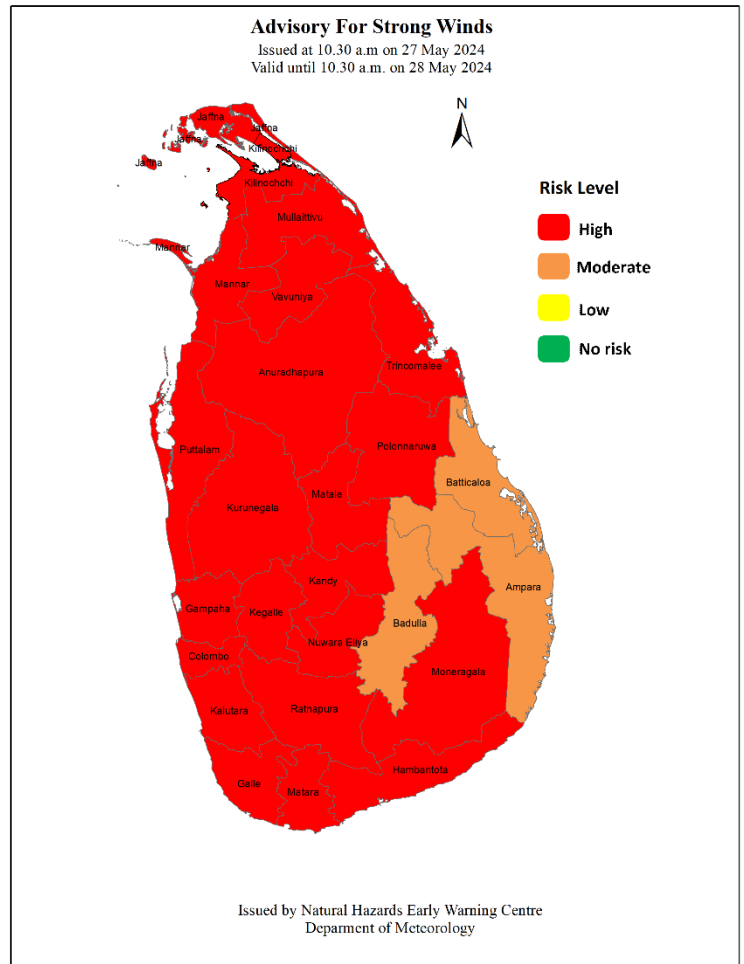 Advisory For Strong Winds
Issued at 10.30 a.m on 27 May 2024
Valid until 10.30 a.m. on 28 May 2024
N
Jaffna
Jaffna
Jaffna
Kilinochchi
Jaffna
Kilinochchi
Risk Level
Mullaittivu
High
Mannar
Moderate
Mannar
Vavuniya
Low
No risk
Trincomalee
Anuradhapura
Polonnaruwa
Puttalam
Batticaloa
Matale
Kurunegala
Kandy
Ampara
Gampaha
Kegalle
Badulla
Nuwara Eliya
Colombo
Moneragala
Kalutara
Ratnapura
Hambantota
Galle
Matara
Issued by Natural Hazards Early Warning Centre
Deparment of Meteorology